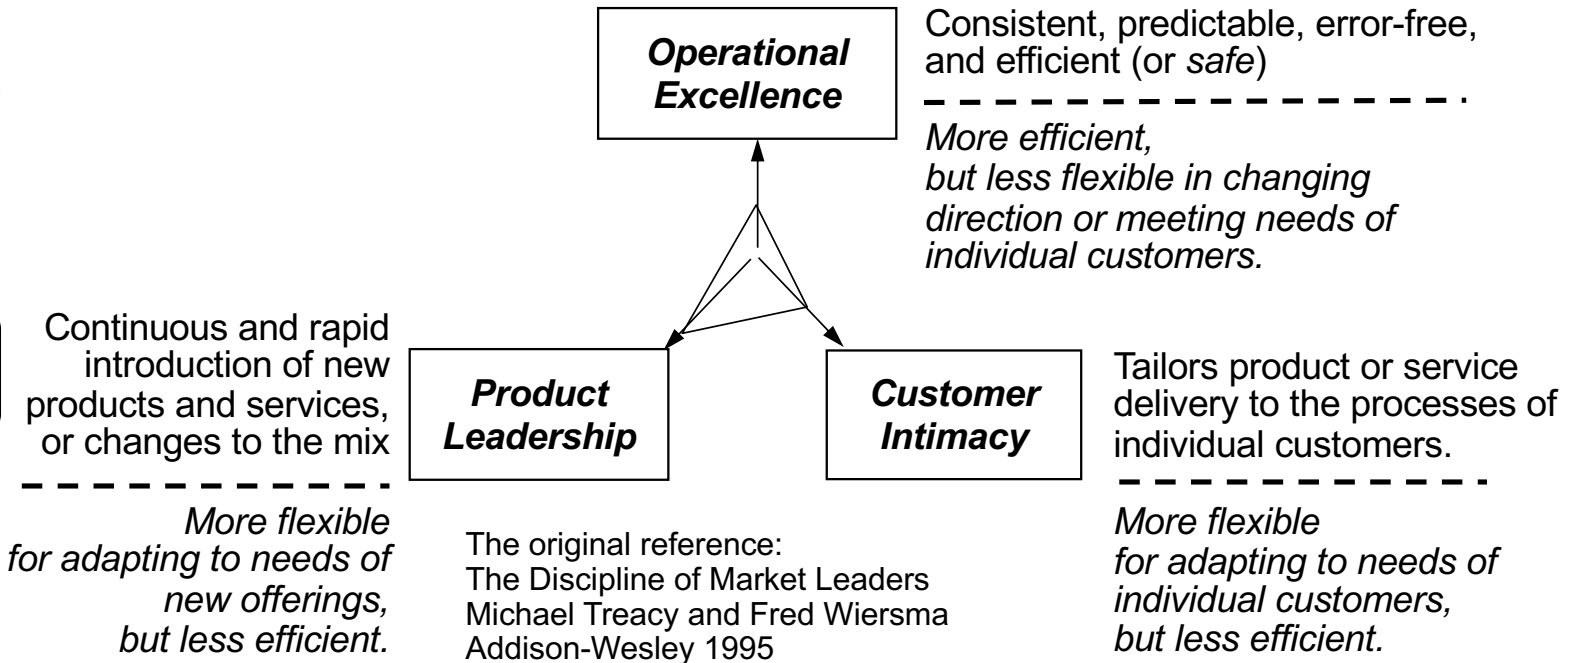 Operational
Excellence
Consistent, predictable, error-free,
and efficient (or safe)
More efficient,
but less flexible in changing
direction or meeting needs of
individual customers.
Continuous and rapid
introduction of new
products and services,
or changes to the mix
More flexible
for adapting to needs of
new offerings,
but less efficient.
Product
Leadership
Customer
Intimacy
Tailors product or service
delivery to the processes of
individual customers.
More flexible
for adapting to needs of
individual customers,
but less efficient.
The original reference:
The Discipline of Market Leaders
Michael Treacy and Fred Wiersma
Addison-Wesley 1995